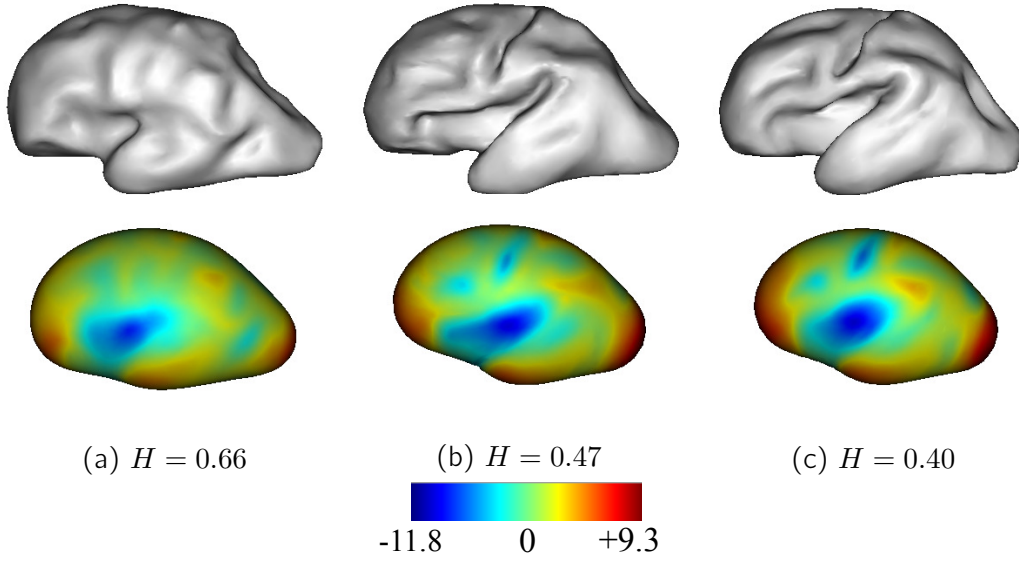 (a) H = 0.66 (b) H = 0.47 (c) H = 0.40
-11.8 0 +9.3